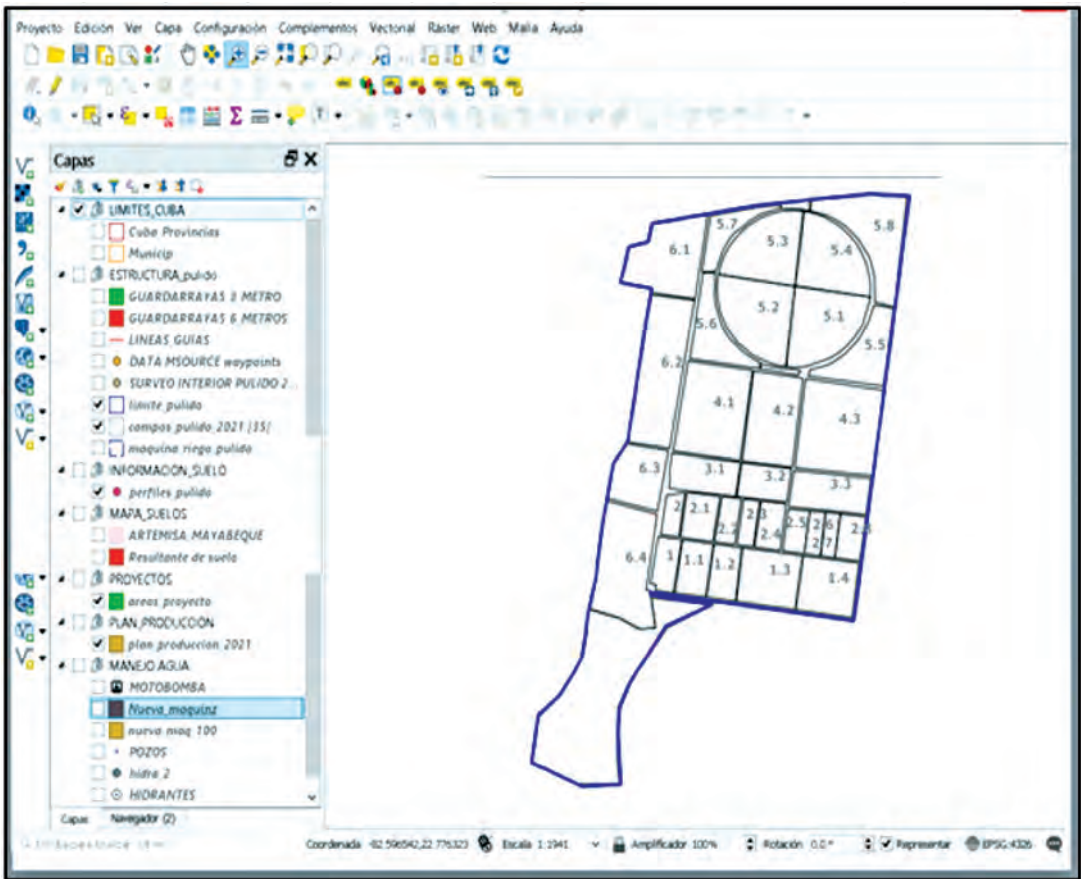 Proyecto Edición Ver Capa Configuración Complementos Vectorial Ráster Web Malla Ayuda
Capas
LIMITES_CUBA
Cuba Provincias
Municip
ESTRUCTURA_pulido
GUARDARRAYAS 3 METRO
GUARDARRAYAS 6 METROS
LINEAS GUIAS
DATA MSOURCE waypoints
SURVEO INTERIOR PULIDO 2...
limite_pulido
campos_pulido_2021 [35]
maquina riego pulido
INFORMACION_SUELO
perfiles pulido
MAPA_SUELOS
ARTEMISA MAYABEQUE
Resultante de suelo
PROYECTOS
areas proyecto
PLAN_PRODUCCION
plan produccion 2021
MANEJO AGUA
MOTOBOMBA
Nueva_maquinz
nueva maq 100
POZOS
hidra 2
HIDRANTES
Capas Navegador (2)
5.7 5.3 5.4 5.8
6.1
5.2 5.1
5.6 5.5
6.2
4.1 4.2 4.3
6.3 3.1 3.2 3.3
2 2.1 2.2 2.3 2.4 2.5 2.6 2.7 2.8
6.4 1 1.1 1.2 1.3 1.4
Coordenada -82.596542,22.776323 Escala 1:1941 Amplificador 100% Rotación 0,0 ° Representar EPSG:4326